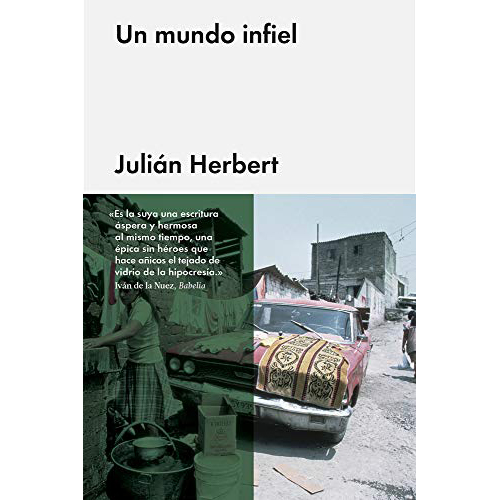 Un mundo infiel
Julián Herbert
«Es la suya una escritura
áspera y hermosa
al mismo tiempo, una
épica sin héroes que
hace añicos el tejado de
vidrio de la hipocresía.»
Iván de la Nuez, Babelia